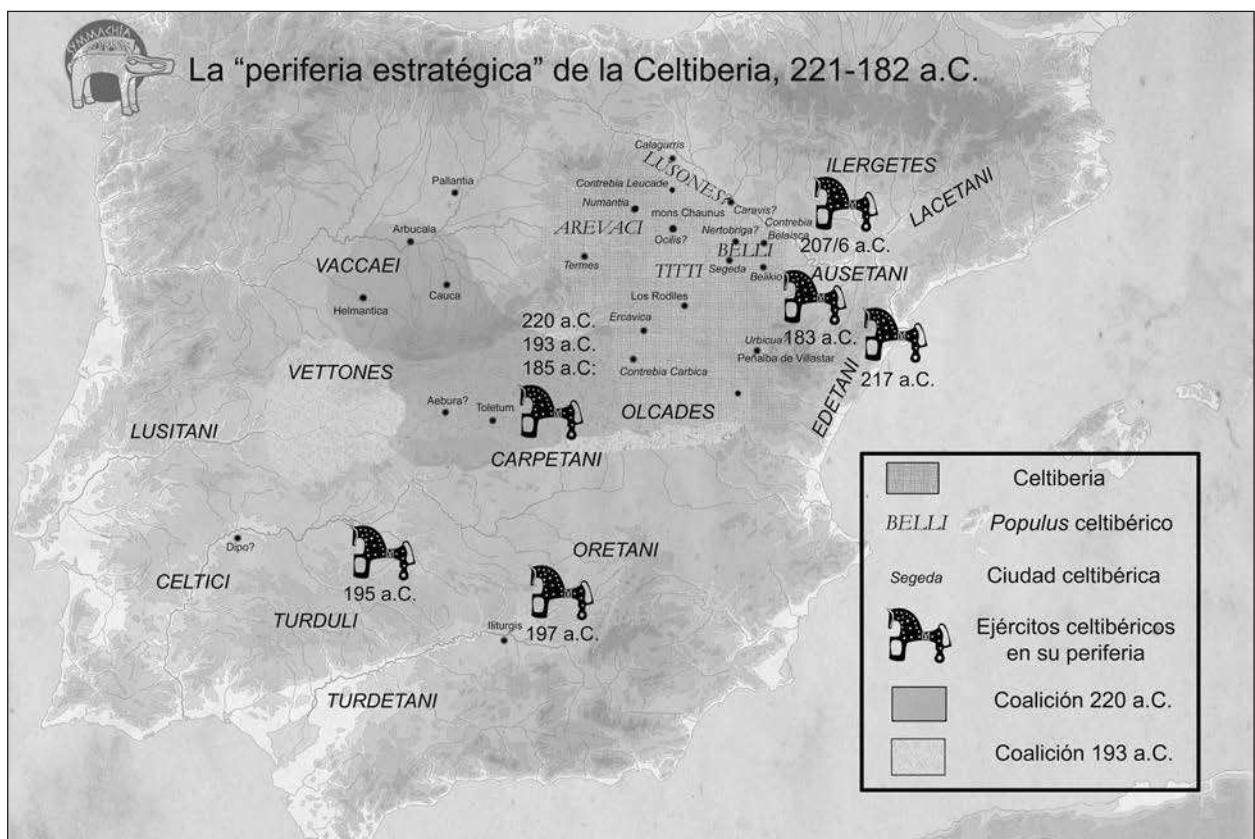 SYMMACHIA
La “periferia estratégica” de la Celtiberia, 221-182 a.C.
Calagurris
LUSONES?
ILERGETES
LACETANI
Pallantia
Contrebia Leucade
Numantia
mons Chaunus
Caravis?
Contrebia
Belaisca
207/6 a.C.
Arbucala
AREVACI
Ocilis?
Nertobriga?
BELLI
VACCAEI
Termes
TITTI
Segeda
Beikio
AUSETANI
Helmantica
Cauca
Los Rodiles
220 a.C.
193 a.C.
185 a.C:
Ercavica
Urbicua?
183 a.C.
Peñalba de Villastar
217 a.C.
VETTONES
Contrebia Carbica
Aebura?
Toletum
OLCADES
EDETANI
LUSITANI
CARPETANI
Dipo?
ORETANI
CELTICI
195 a.C.
TURDULI
197 a.C.
Iliturgis
TURDETANI
Celtiberia
BELLI
Populus celtibérico
Segeda
Ciudad celtibérica
Ejércitos celtibéricos
en su periferia
Coalición 220 a.C.
Coalición 193 a.C.